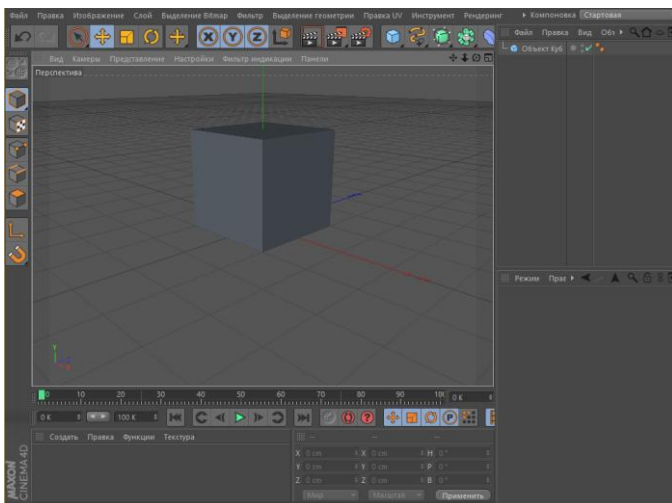 Файл Правка Изображение Слой Выделение Bitmap Фильтр Выделение геометрии Правка UV Инструмент Рендеринг Компоновка Стартовая
Файл Правка Вид
Объект Куб
Вид Камеры Представление Настройки Фильтр индикации Панели
Перспектива
X Y Z
Y
X
Режим
0 10 20 30 40 50 60 70 80 90 0 K
0 K 100 K
Создать Правка Функции Текстура
X 0 cm X 0 cm H 0°
Y 0 cm Y 0 cm P 0°
Z 0 cm Z 0 cm B 0°
Мир Масштаб Применить
MAXON
CINEMA4D